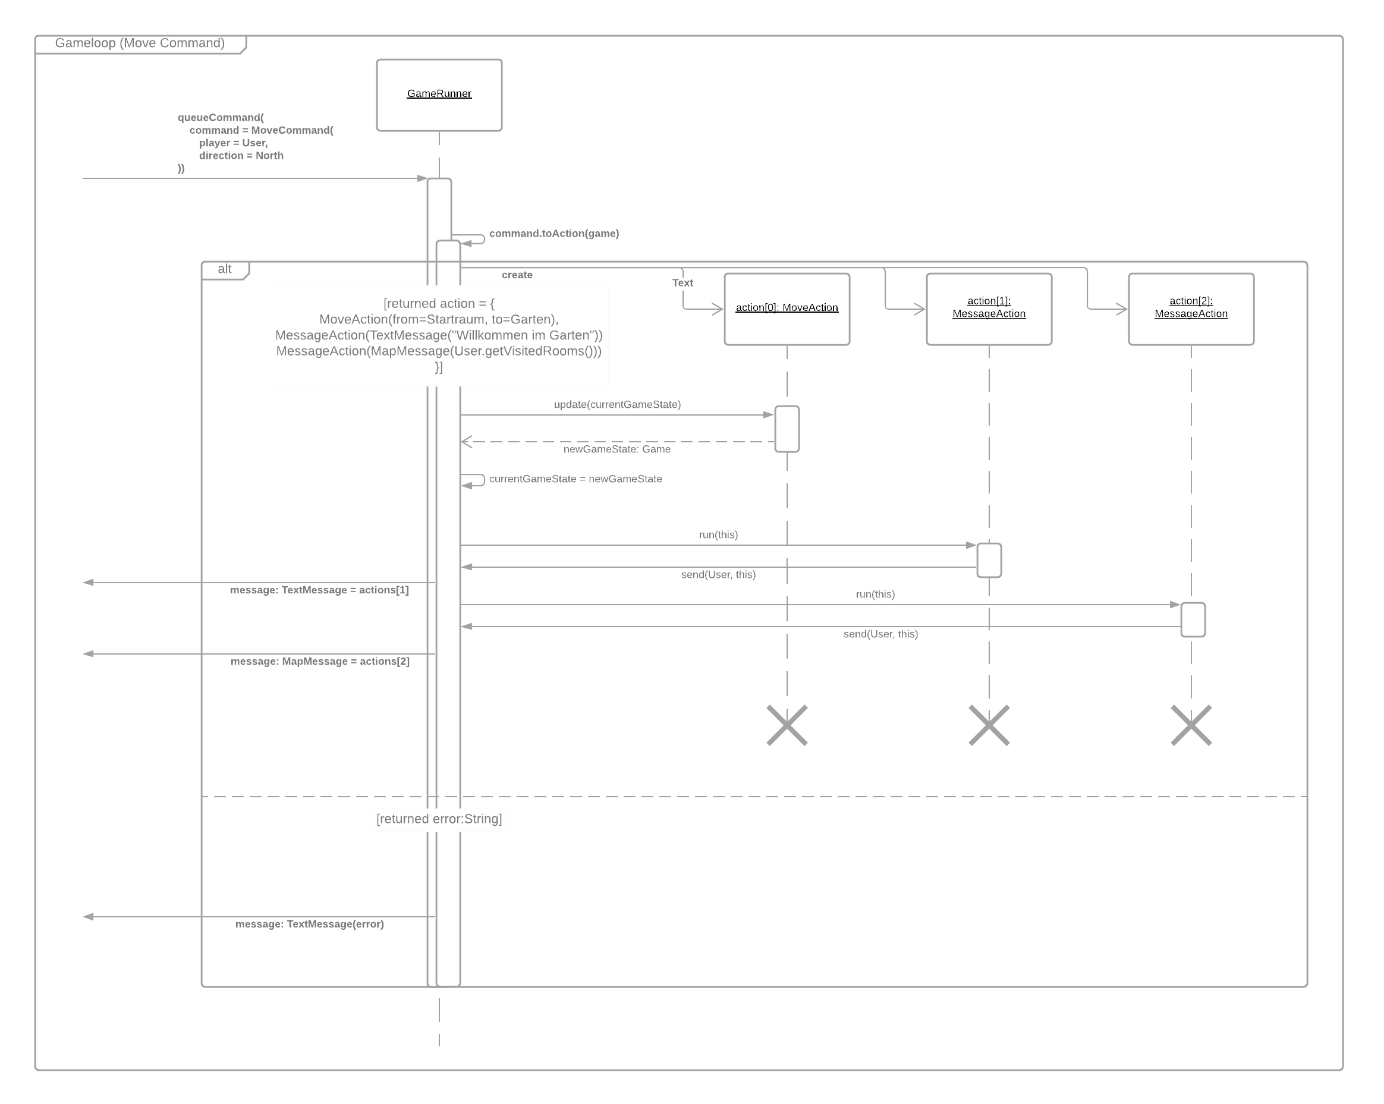 Gameloop (Move Command)
GameRunner
queueCommand(
command = MoveCommand(
player = User,
direction = North
))
command.toAction(game)
alt
create
Text
action[0]: MoveAction
action[1]:
MessageAction
action[2]:
MessageAction
[returned action = {
MoveAction(from=Startraum, to=Garten),
MessageAction(TextMessage("Willkommen im Garten"))
MessageAction(MapMessage(User.getVisitedRooms()))
}]
update(currentGameState)
newGameState: Game
currentGameState = newGameState
run(this)
send(User, this)
message: TextMessage = actions[1]
run(this)
send(User, this)
message: MapMessage = actions[2]
[returned error:String]
message: TextMessage(error)